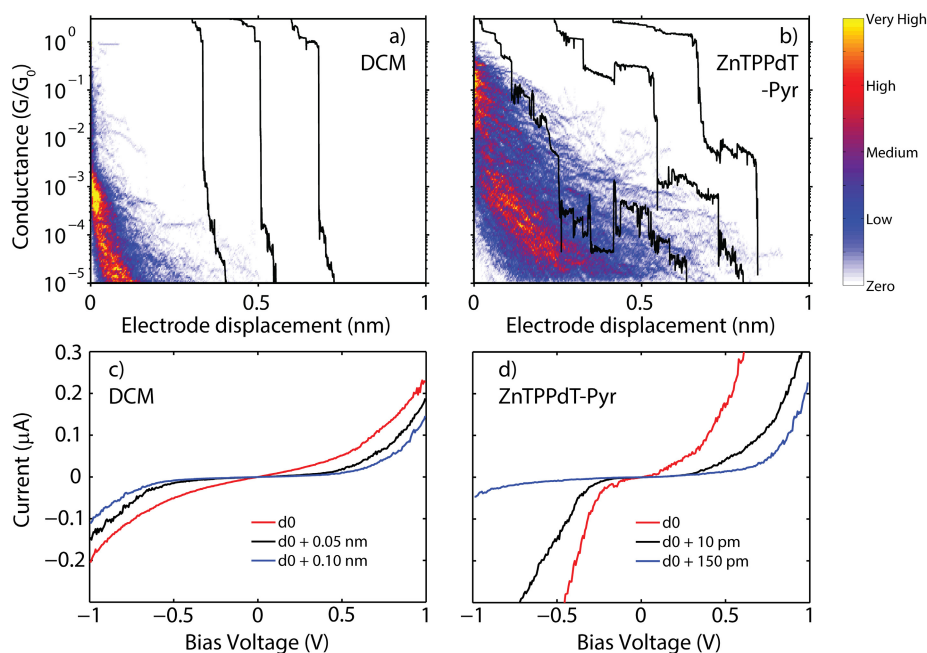 a)
DCM
Conductance (G/G₀)
10⁰
10⁻¹
10⁻²
10⁻³
10⁻⁴
10⁻⁵
0 0.5 1
Electrode displacement (nm)
b)
ZnTPPdT
-Pyr
0 0.5 1
Electrode displacement (nm)
Very High
High
Medium
Low
Zero
c)
DCM
Current (μA)
0.3
0.2
0.1
0
−0.1
−0.2
d0
d0 + 0.05 nm
d0 + 0.10 nm
−1 −0.5 0 0.5 1
Bias Voltage (V)
d)
ZnTPPdT-Pyr
d0
d0 + 10 pm
d0 + 150 pm
−1 −0.5 0 0.5 1
Bias Voltage (V)